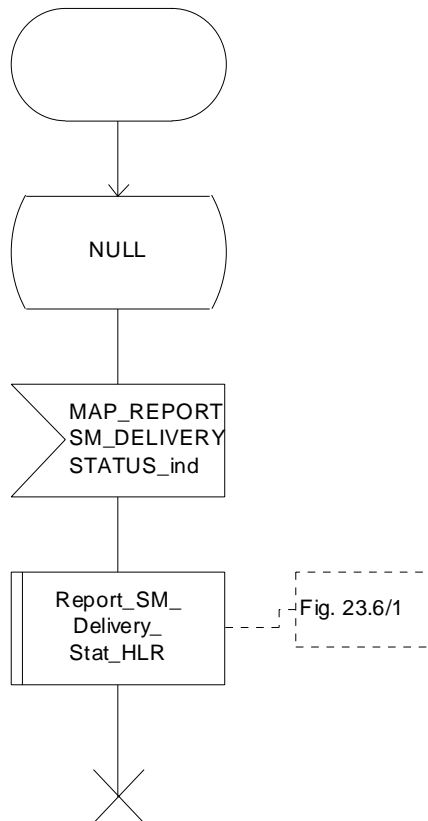 NULL
MAP_REPORT
SM_DELIVERY
STATUS_ind
Report_SM_
Delivery_
Stat_HLR
Fig. 23.6/1